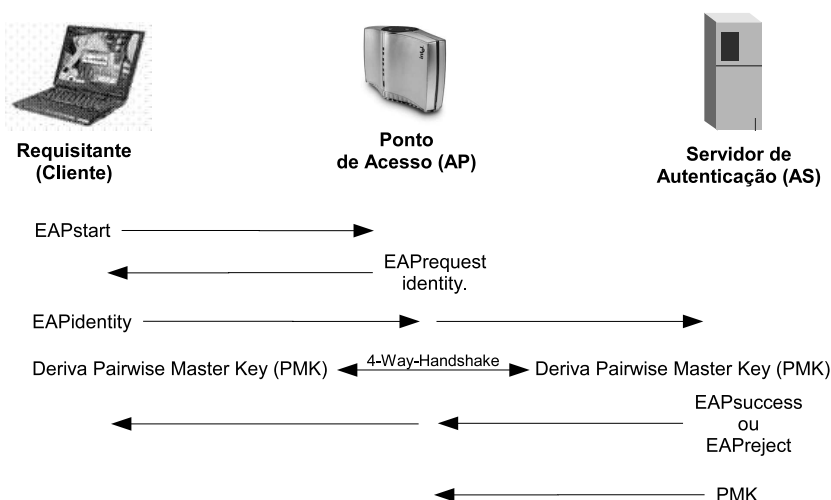 Requisitante
(Cliente)
Ponto
de Acesso (AP)
Servidor de
Autenticação (AS)
EAPstart
EAPrequest
identity.
EAPidentity
Deriva Pairwise Master Key (PMK)
4-Way-Handshake
Deriva Pairwise Master Key (PMK)
EAPsuccess
ou
EAPreject
PMK